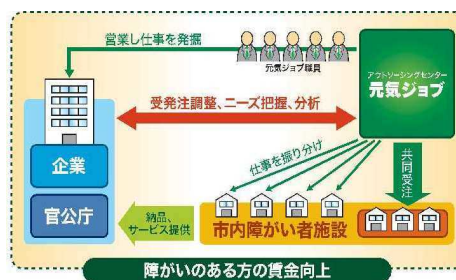 営業し仕事を発掘
元気ジョブ職員
アウトソーシングセンター
元気ジョブ
受発注調整、ニーズ把握、分析
企業
仕事を振り分け
共同受注
官公庁
納品、
サービス提供
市内障がい者施設
障がいのある方の賃金向上